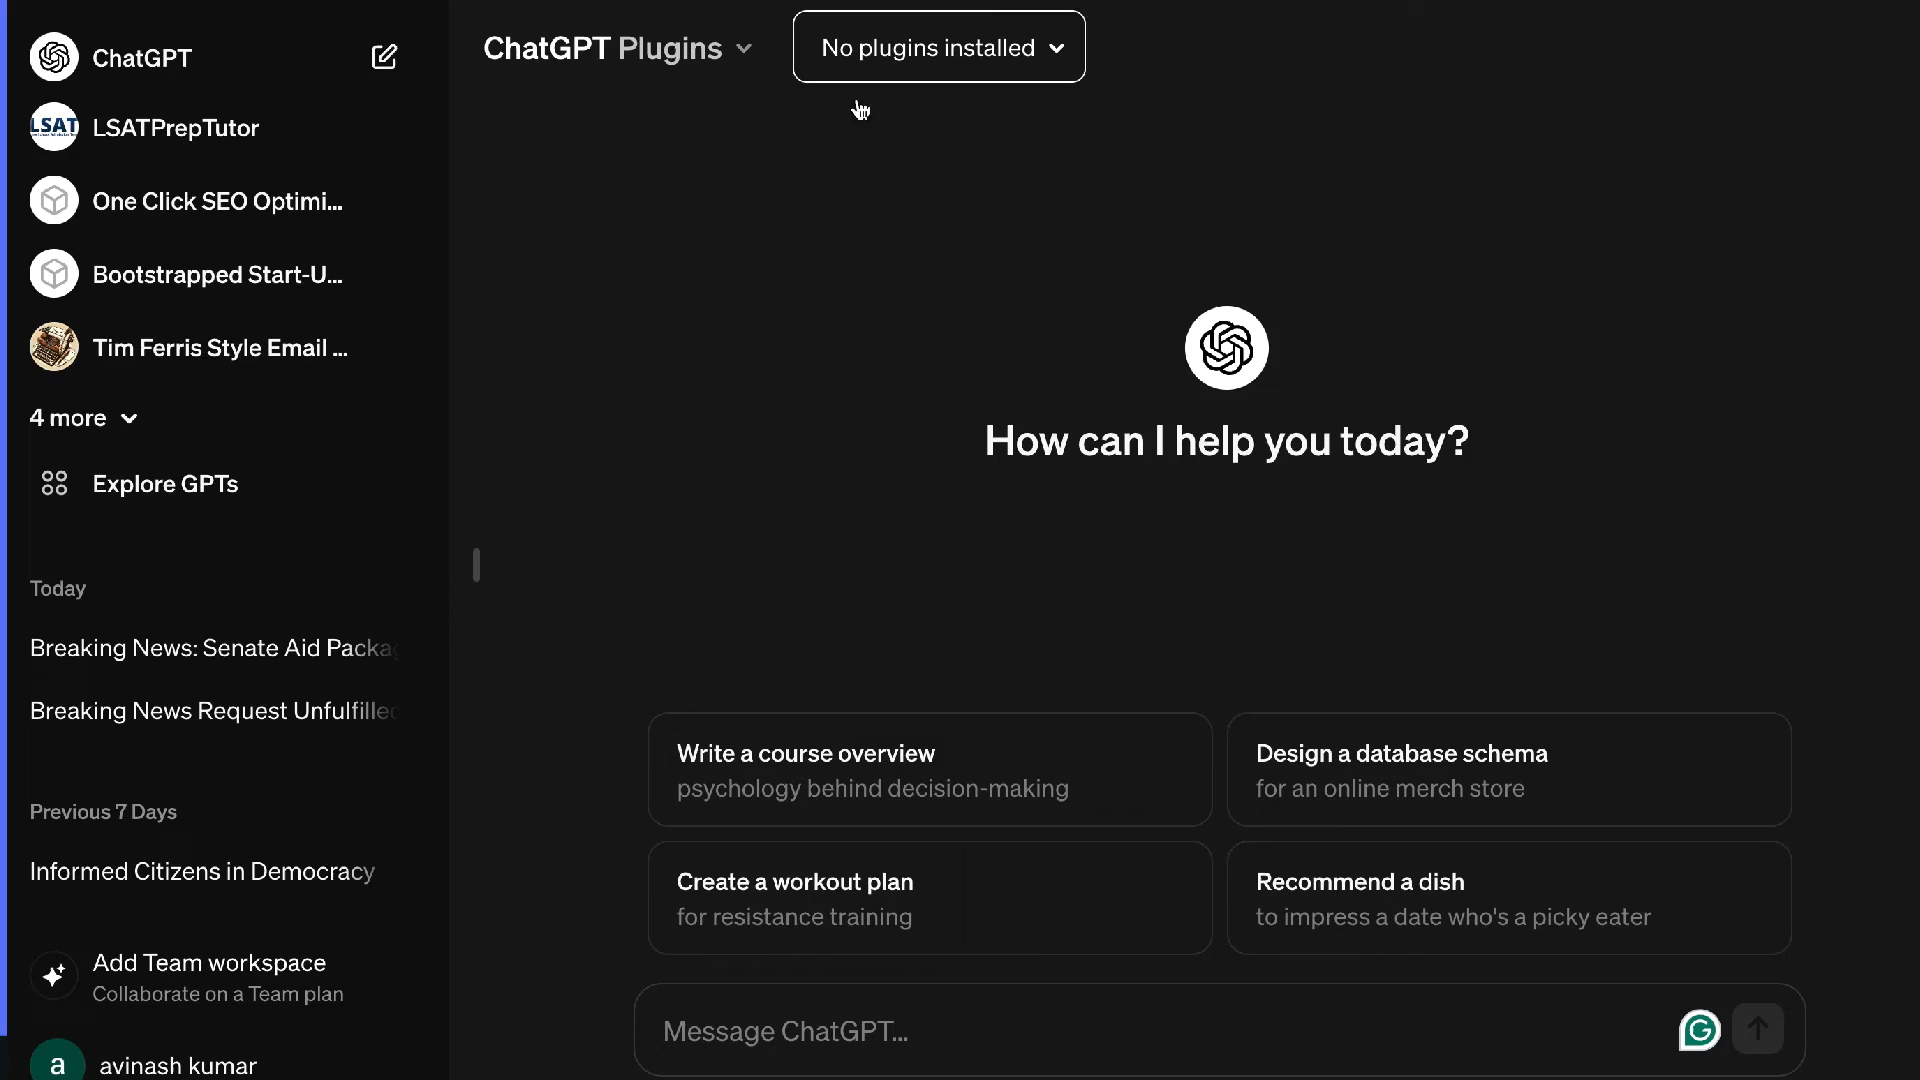 ChatGPT
LSAT
LSATPrepTutor
One Click SEO Optimi...
Bootstrapped Start-U...
Tim Ferris Style Email ...
4 more
Explore GPTs
Today
Breaking News: Senate Aid Packag
Breaking News Request Unfulfilled
Previous 7 Days
Informed Citizens in Democracy
Add Team workspace
Collaborate on a Team plan
a
avinash kumar
ChatGPT Plugins
No plugins installed
How can I help you today?
Write a course overview
psychology behind decision-making
Design a database schema
for an online merch store
Create a workout plan
for resistance training
Recommend a dish
to impress a date who's a picky eater
Message ChatGPT...
G